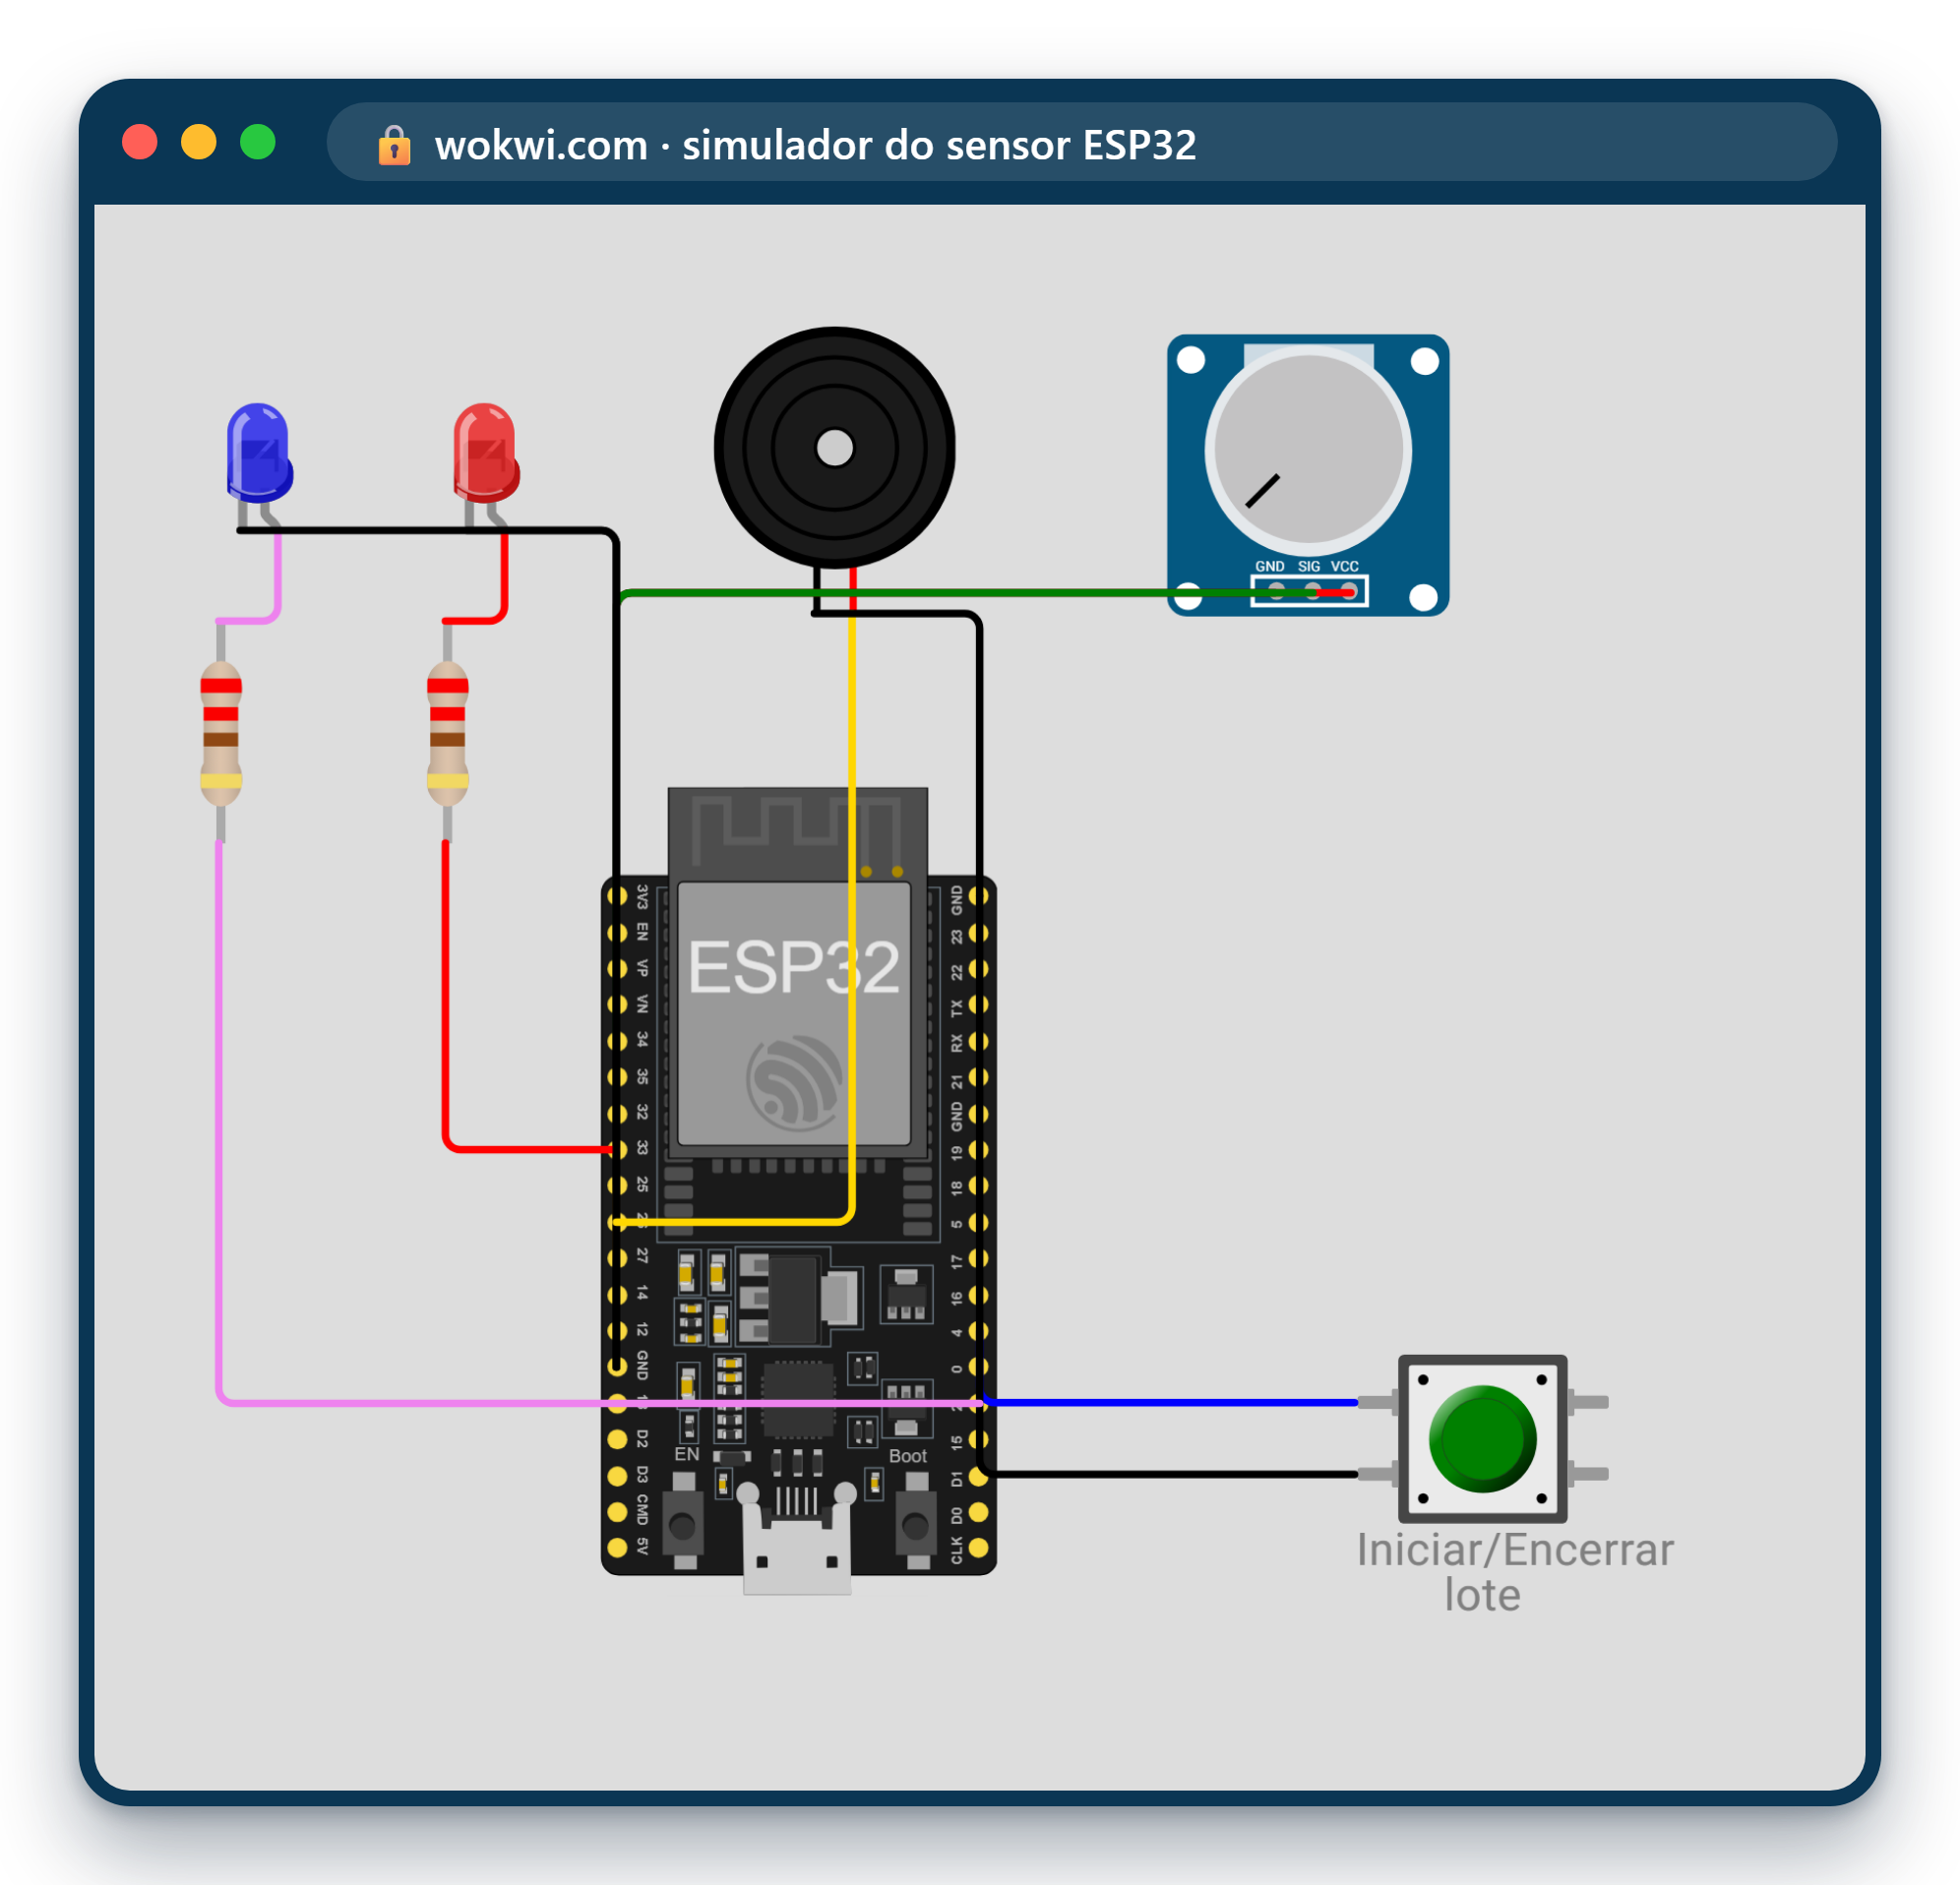 wokwi.com · simulador do sensor ESP32
GND SIG VCC
ESP32
3V3
EN
VP
VN
34
35
32
33
25
27
14
12
GND
D2
D3
CMD
5V
GND
23
22
TX
RX
21
GND
19
18
5
17
16
4
0
15
D1
D0
CLK
EN
Boot
Iniciar/Encerrar
lote